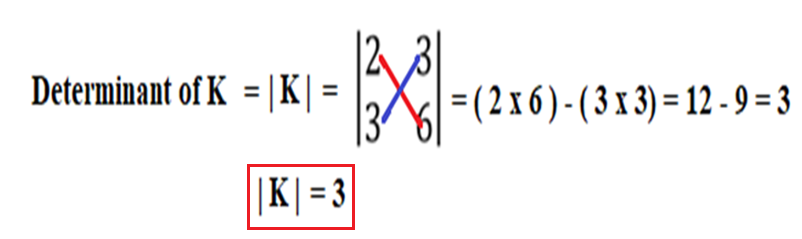 Determinant of K = |K| = |2 3| = ( 2 x 6 ) - ( 3 x 3) = 12 - 9 = 3
|3 6|
|K| = 3